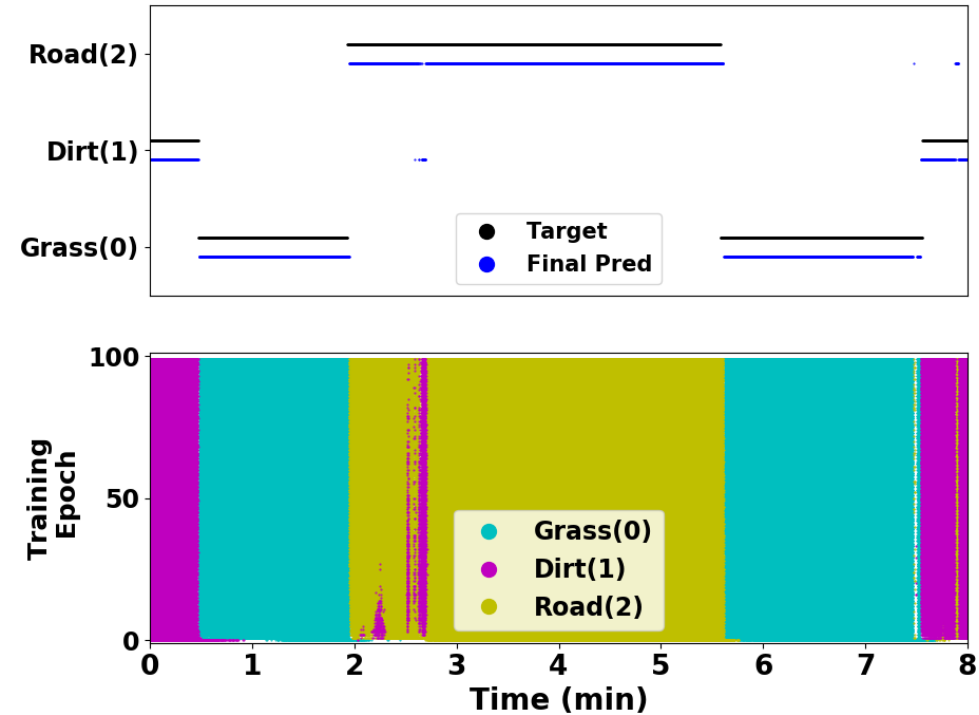 Road(2)
Dirt(1)
Grass(0)
Target
Final Pred
100
50
0
Training
Epoch
Grass(0)
Dirt(1)
Road(2)
0 1 2 3 4 5 6 7 8
Time (min)